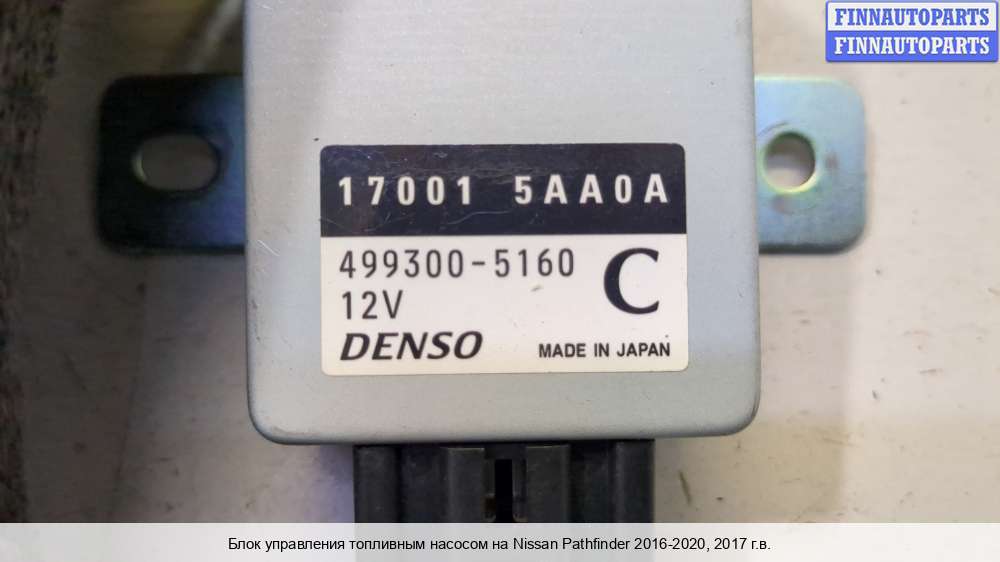 FINNAUTOPARTS
FINNAUTOPARTS
17001 5AA0A
499300-5160
12V
C
DENSO
MADE IN JAPAN
Блок управления топливным насосом на Nissan Pathfinder 2016-2020, 2017 г.в.